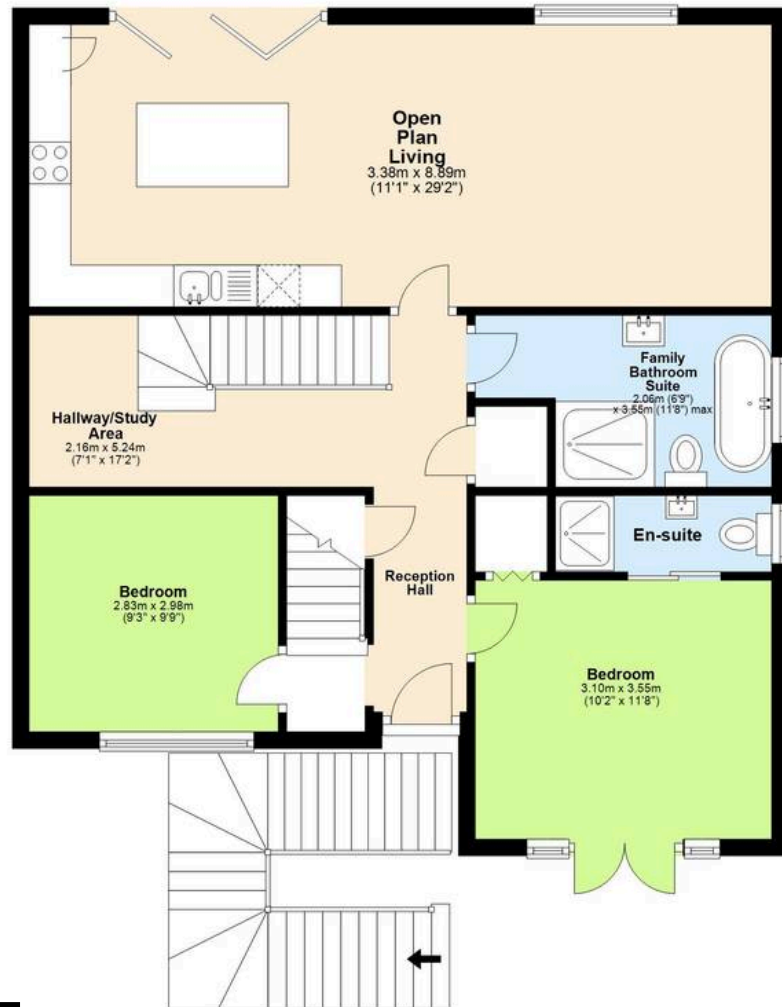 Open
Plan
Living
3.38m x 8.89m
(11'1" x 29'2")
Family
Bathroom
Suite
2.06m (6'9")
x 3.55m (11'8") max
Hallway/Study
Area
2.16m x 5.24m
(7'1" x 17'2")
En-suite
Reception
Hall
Bedroom
2.83m x 2.98m
(9'3" x 9'9")
Bedroom
3.10m x 3.55m
(10'2" x 11'8")